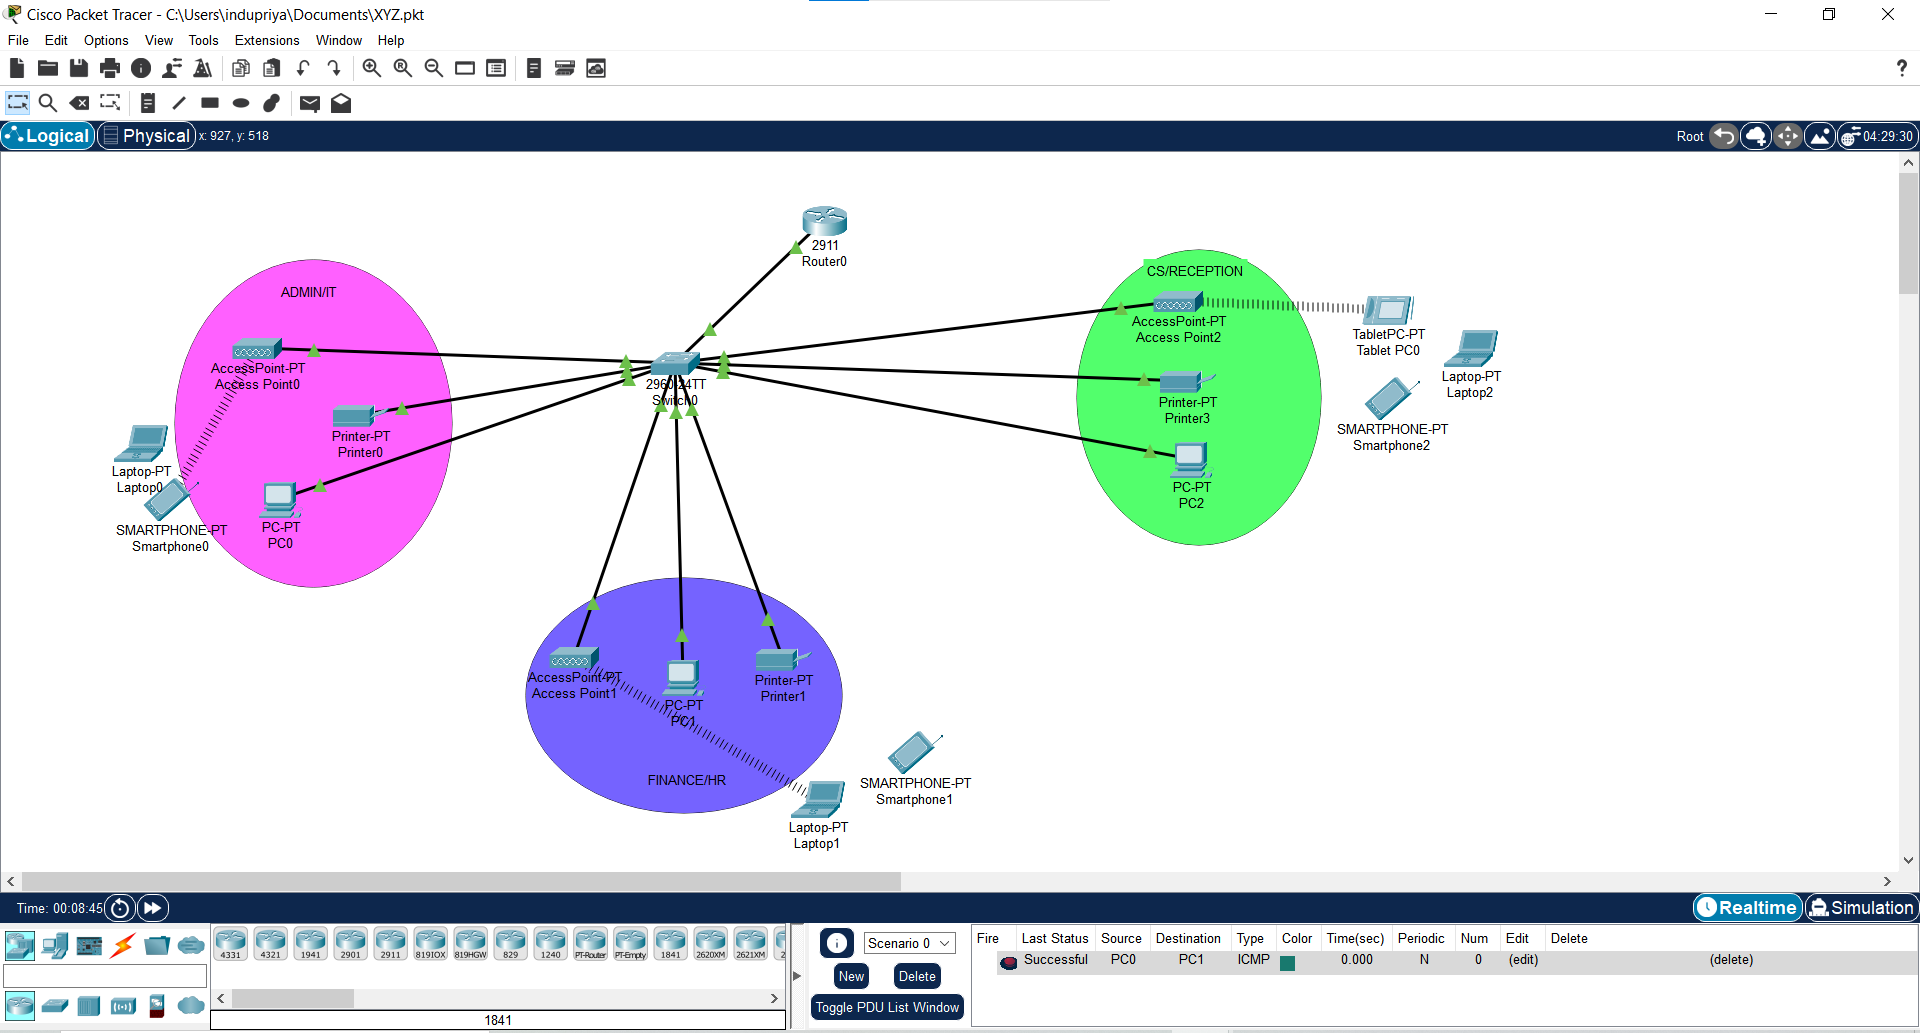 Cisco Packet Tracer - C:\Users\indupriya\Documents\XYZ.pkt
File Edit Options View Tools Extensions Window Help
Logical Physical x: 927, y: 518 Root 04:29:30
2911
Router0
ADMIN/IT
AccessPoint-PT
Access Point0
Printer-PT
Printer0
Laptop-PT
Laptop0
SMARTPHONE-PT
Smartphone0
PC-PT
PC0
2960-24TT
Switch0
CS/RECEPTION
AccessPoint-PT
Access Point2
TabletPC-PT
Tablet PC0
Laptop-PT
Laptop2
Printer-PT
Printer3
SMARTPHONE-PT
Smartphone2
PC-PT
PC2
AccessPoint-PT
Access Point1
PC-PT
PC1
Printer-PT
Printer1
FINANCE/HR
SMARTPHONE-PT
Smartphone1
Laptop-PT
Laptop1
Time: 00:08:45 Realtime Simulation
4331 4321 1941 2901 2911 819IOX 819HGW 829 1240 PT-Router PT-Empty 1841 2620XM 2621XM 2
1841
Scenario 0
New Delete
Toggle PDU List Window
Fire Last Status Source Destination Type Color Time(sec) Periodic Num Edit Delete
Successful PC0 PC1 ICMP 0.000 N 0 (edit) (delete)